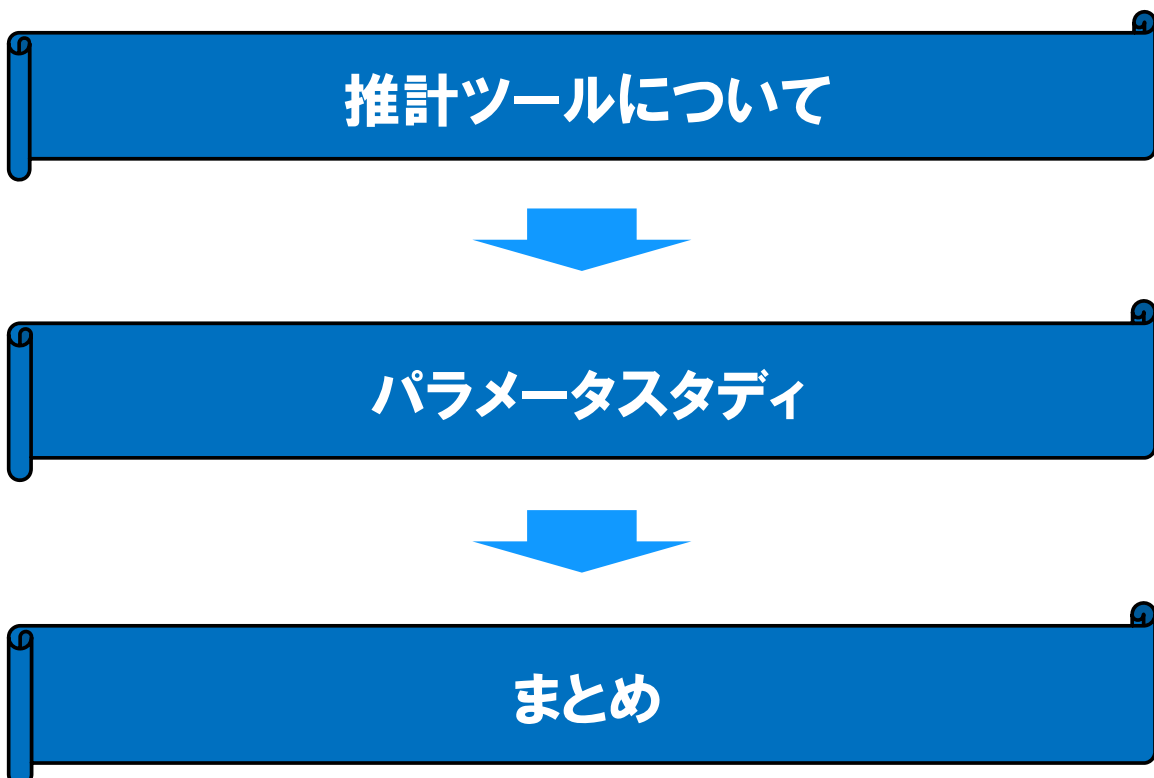 推計ツールについて
パラメータスタディ
まとめ